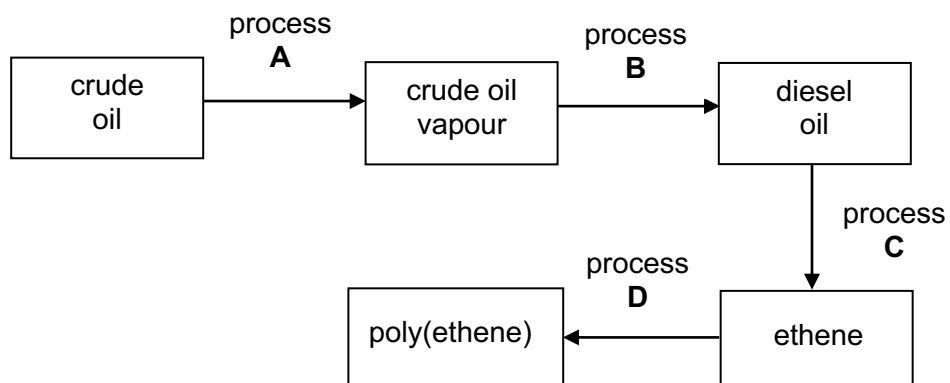 process
A
process
B
crude
oil
crude oil
vapour
diesel
oil
process
C
process
D
poly(ethene)
ethene